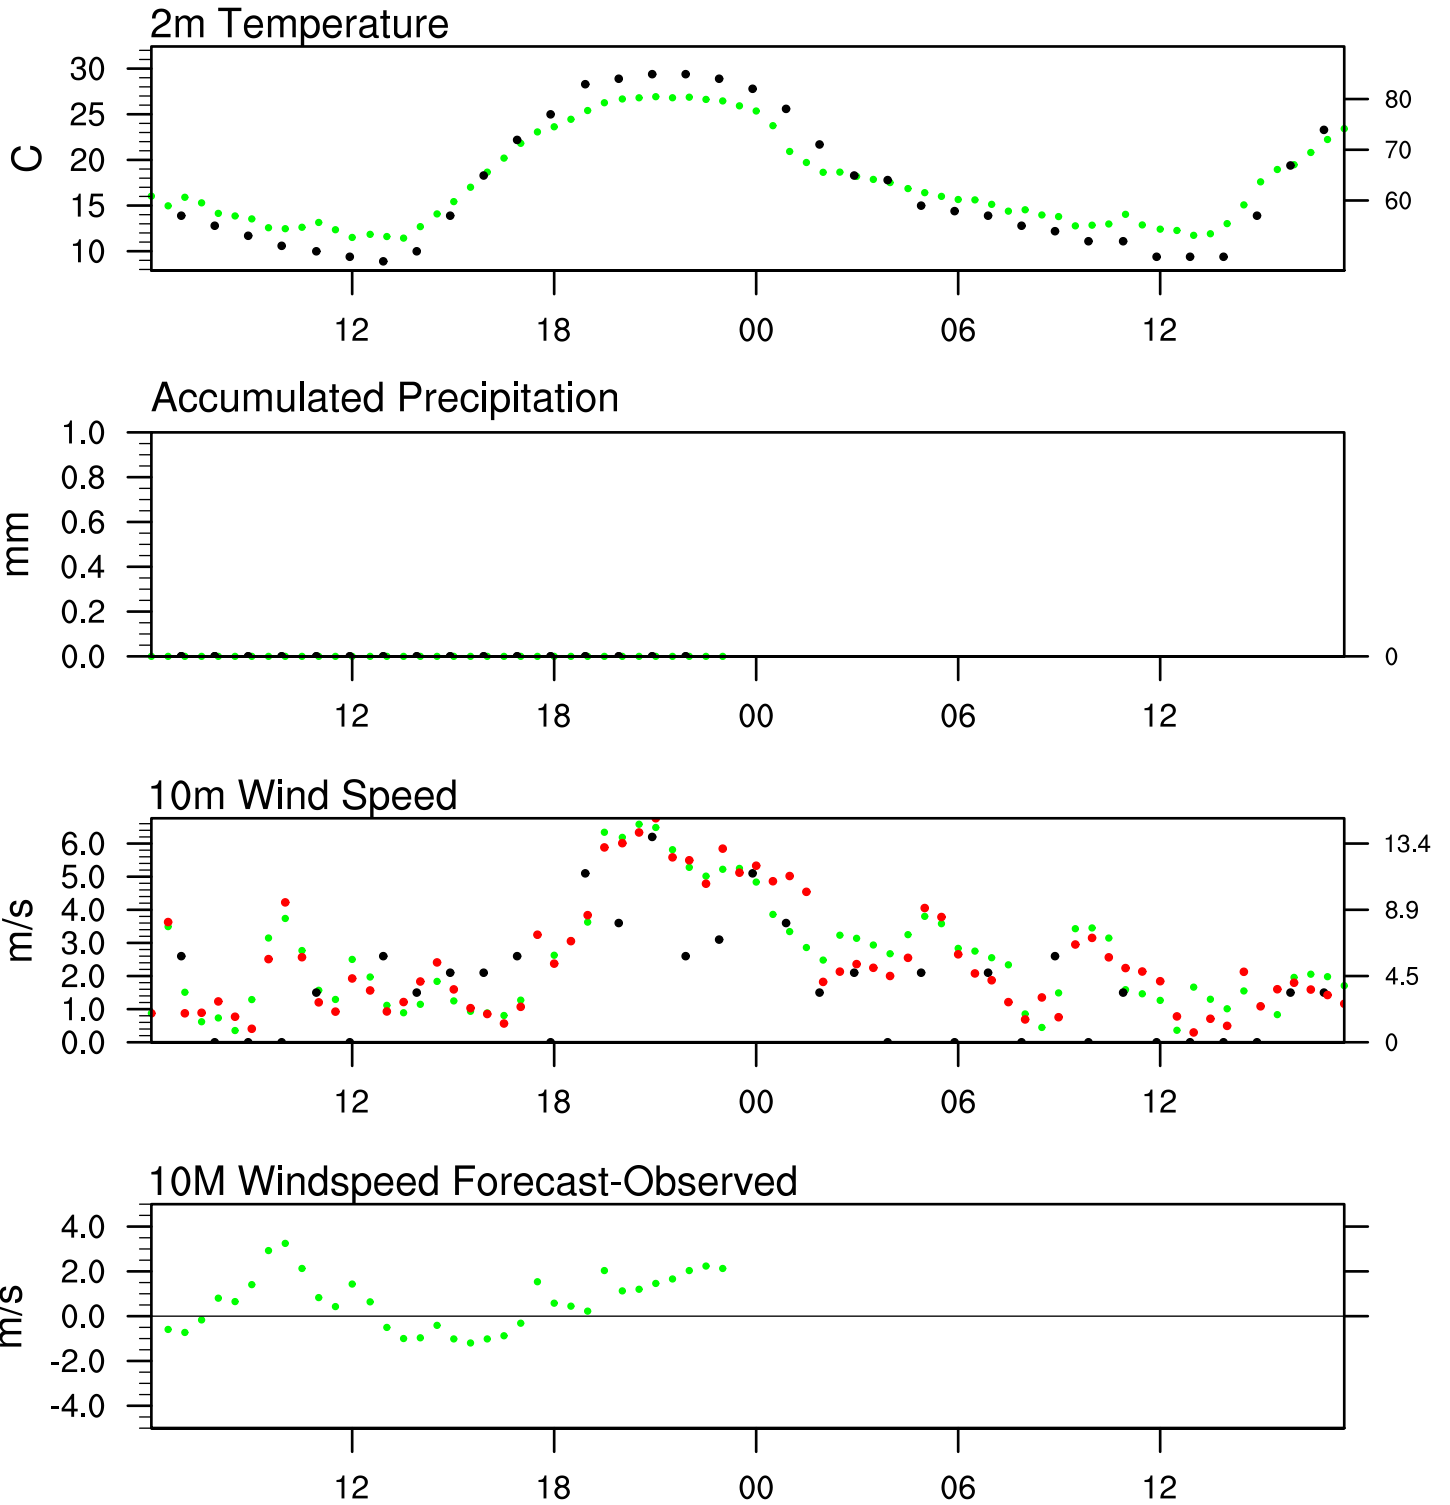 2m Temperature
30
25
20
15
10
C
80
70
60
12 18 00 06 12
Accumulated Precipitation
1.0
0.8
0.6
0.4
0.2
0.0
mm
0
12 18 00 06 12
10m Wind Speed
6.0
5.0
4.0
3.0
2.0
1.0
0.0
m/s
13.4
8.9
4.5
0
12 18 00 06 12
10M Windspeed Forecast-Observed
4.0
2.0
0.0
-2.0
-4.0
m/s
12 18 00 06 12